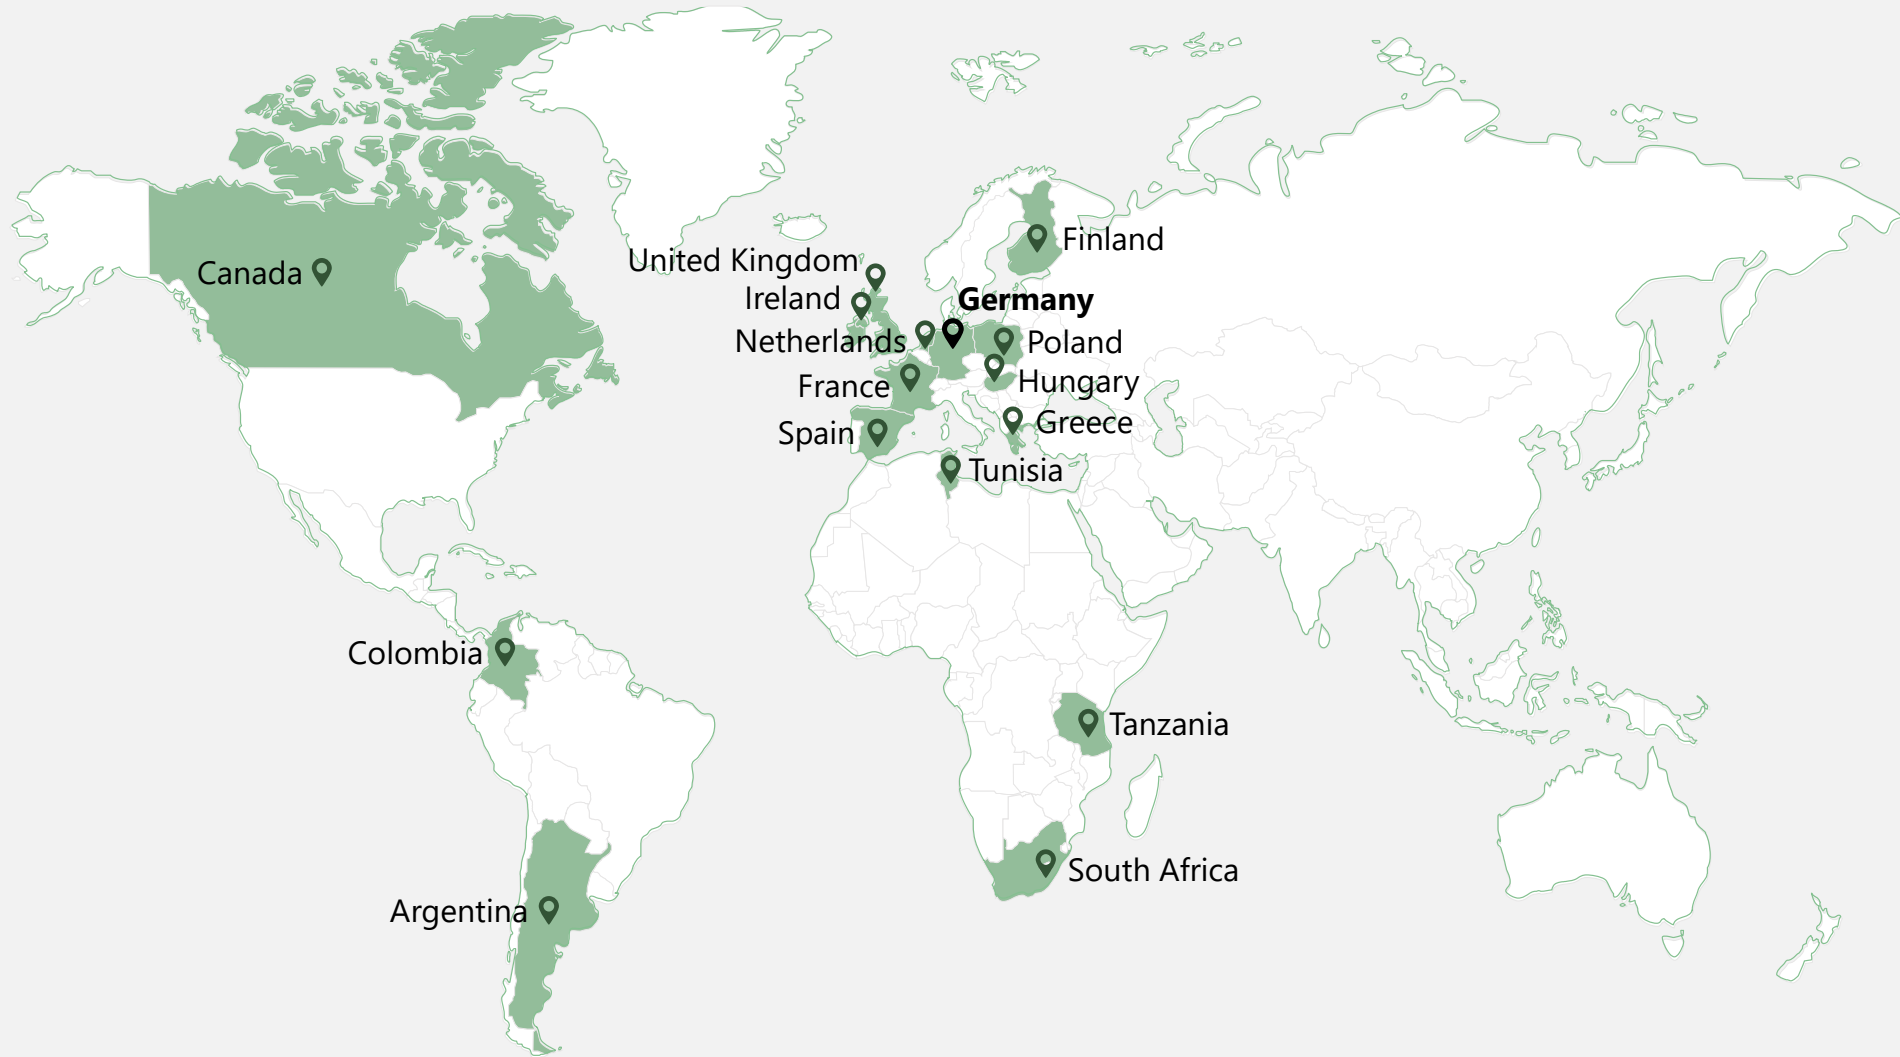 Finland
United Kingdom
Canada
Ireland
Germany
Netherlands
Poland
France
Hungary
Greece
Spain
Tunisia
Colombia
Tanzania
South Africa
Argentina